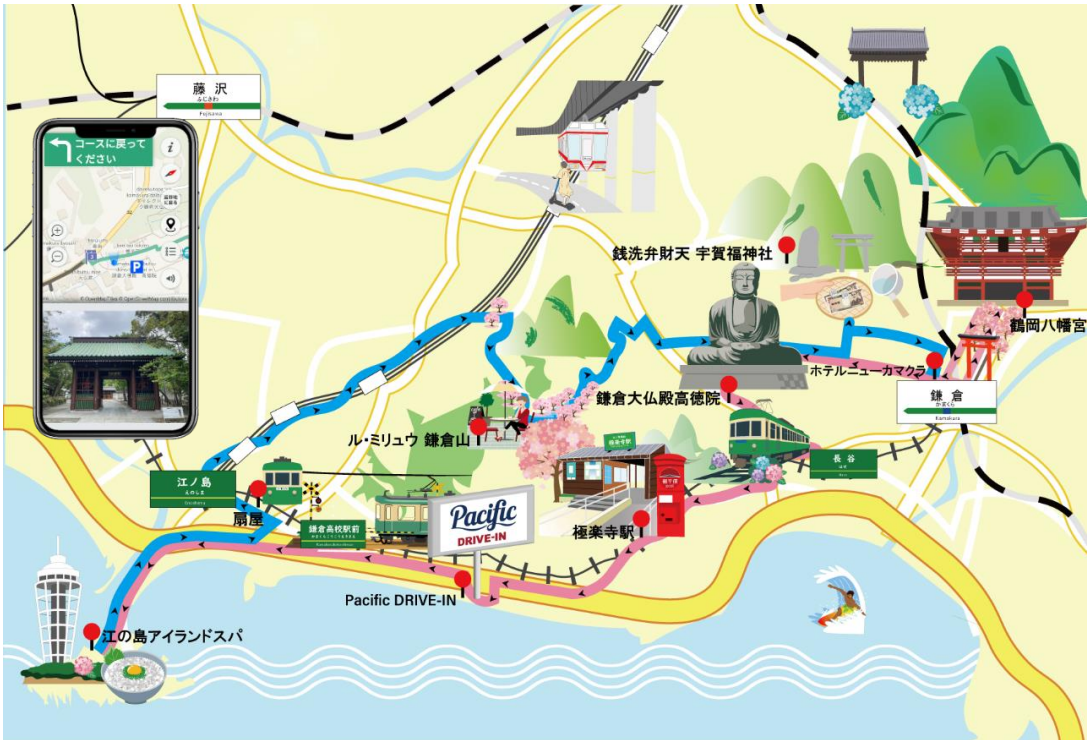 藤沢
ふじさわ
Fujisawa
コースに戻って
ください
銭洗弁財天 宇賀福神社
鶴岡八幡宮
ホテルニューカマクラ
鎌倉
かまくら
Kamakura
鎌倉大仏殿高徳院
ル・ミリュウ 鎌倉山
長谷
江ノ島
えのしま
扇屋
鎌倉高校駅前
Pacific
DRIVE-IN
極楽寺駅
Pacific DRIVE-IN
江の島アイランドスパ